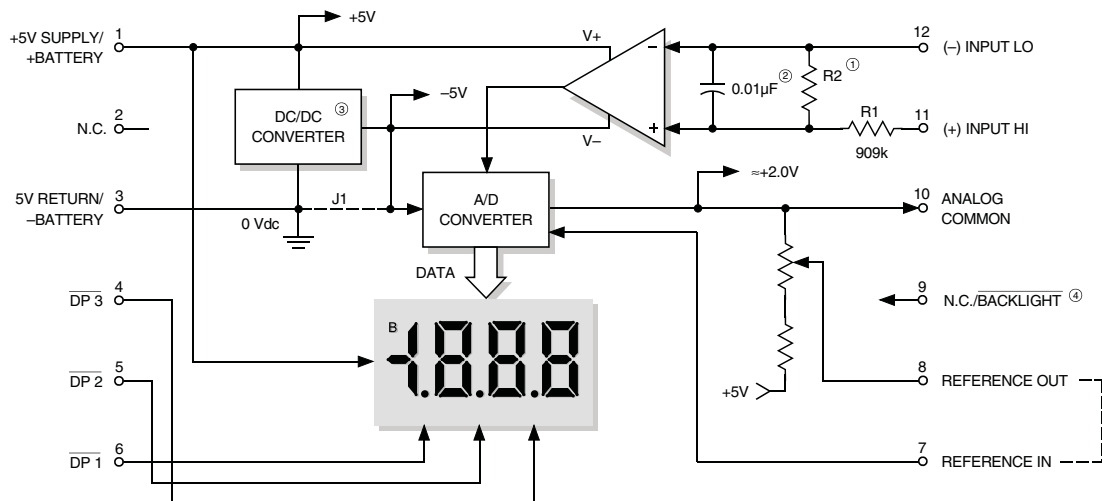 +5V
+5V SUPPLY/
+BATTERY
1
V+
12
(–) INPUT LO
–5V
0.01µF ②
R2 ①
DC/DC ③
CONVERTER
2
N.C.
V–
R1
909k
11
(+) INPUT HI
≈+2.0V
5V RETURN/
–BATTERY
3
0 Vdc
J1
A/D
CONVERTER
10
ANALOG
COMMON
DATA
DP 3
4
9
N.C./BACKLIGHT ④
B
-1.8.8.8
DP 2
5
+5V
8
REFERENCE OUT
DP 1
6
7
REFERENCE IN